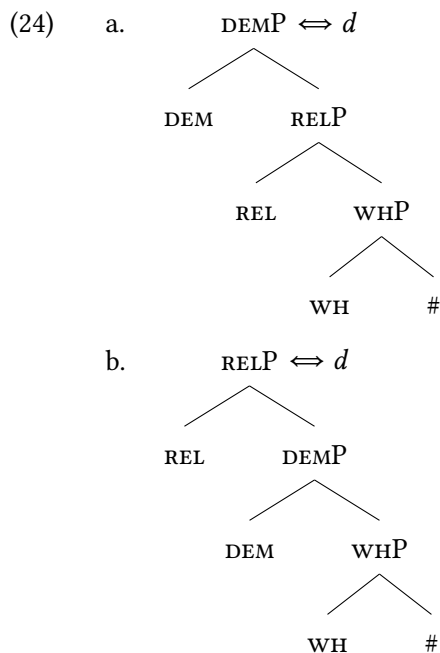 (24) a. DEMP ⇔ d
DEM RELP
REL WHP
WH #
b. RELP ⇔ d
REL DEMP
DEM WHP
WH #